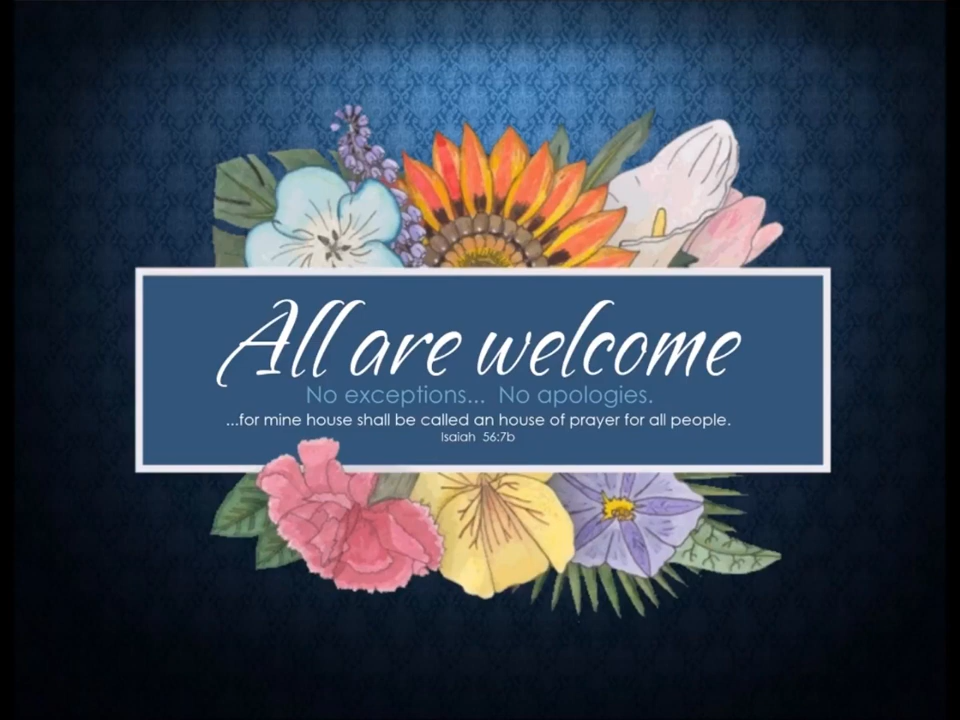 All are welcome
No exceptions... No apologies.
...for mine house shall be called an house of prayer for all people.
Isaiah 56:7b